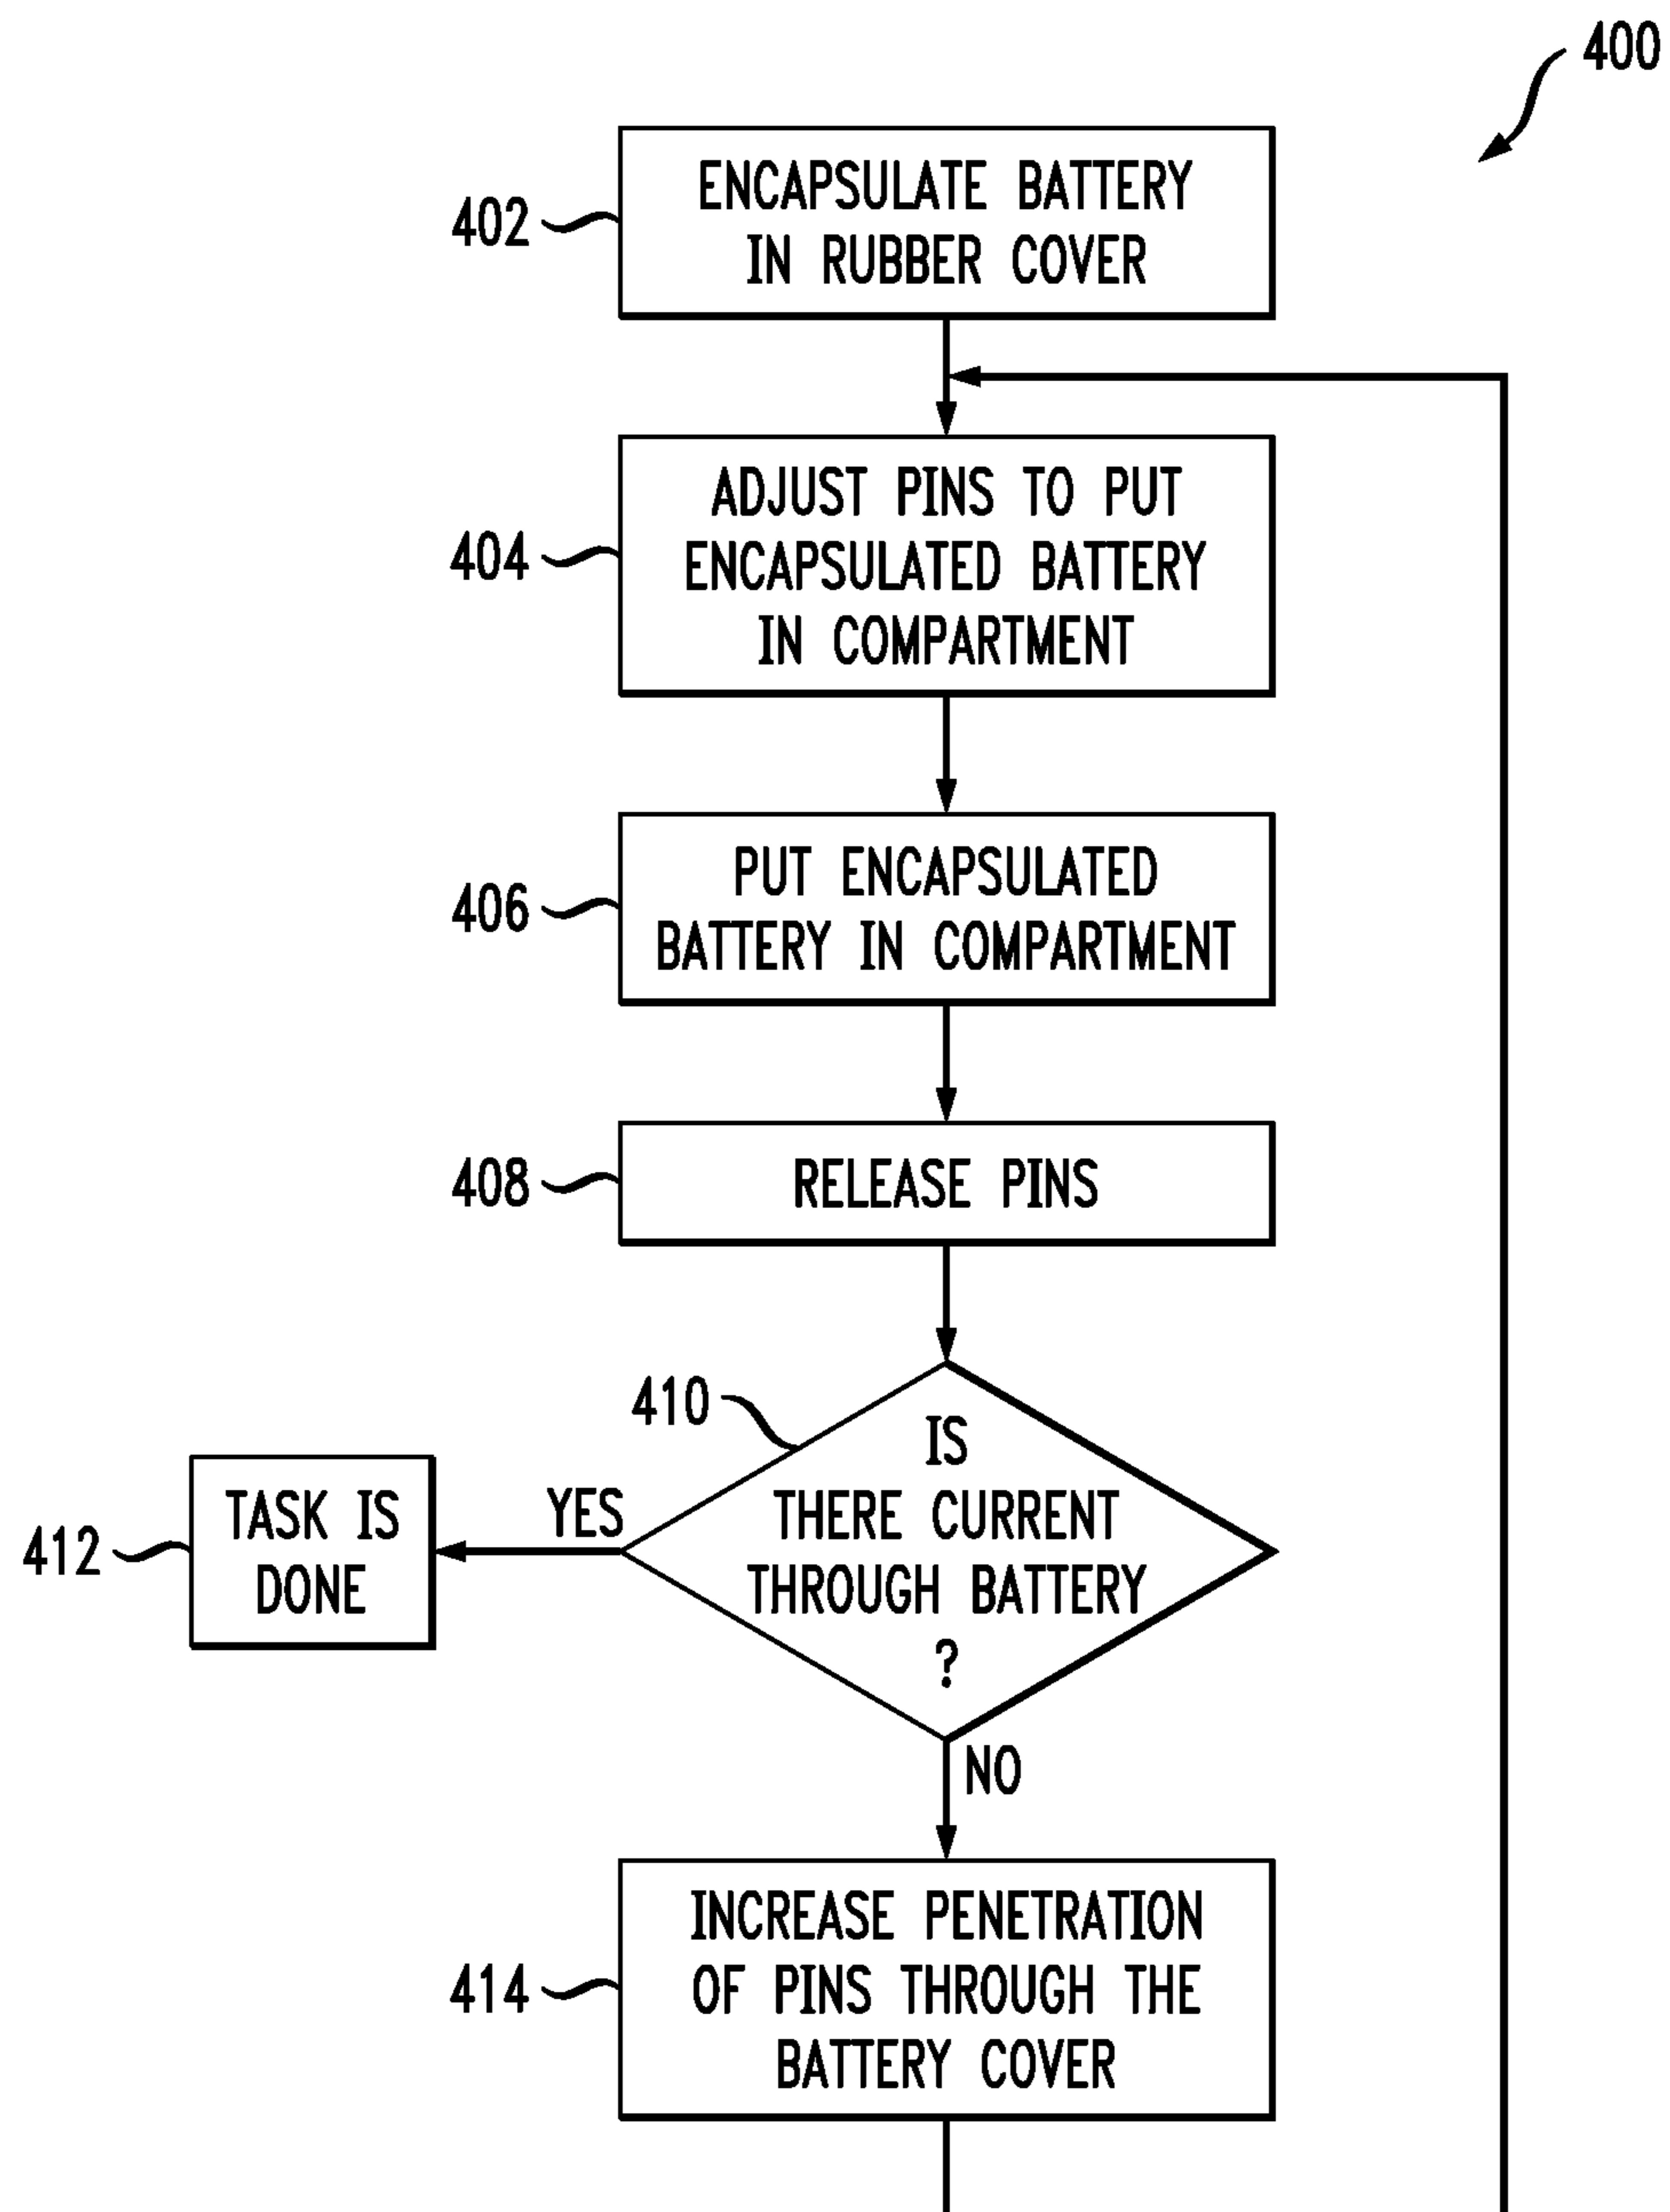 400
402
ENCAPSULATE BATTERY
IN RUBBER COVER
404
ADJUST PINS TO PUT
ENCAPSULATED BATTERY
IN COMPARTMENT
406
PUT ENCAPSULATED
BATTERY IN COMPARTMENT
408
RELEASE PINS
410
IS
THERE CURRENT
THROUGH BATTERY
?
YES
412
TASK IS
DONE
NO
414
INCREASE PENETRATION
OF PINS THROUGH THE
BATTERY COVER